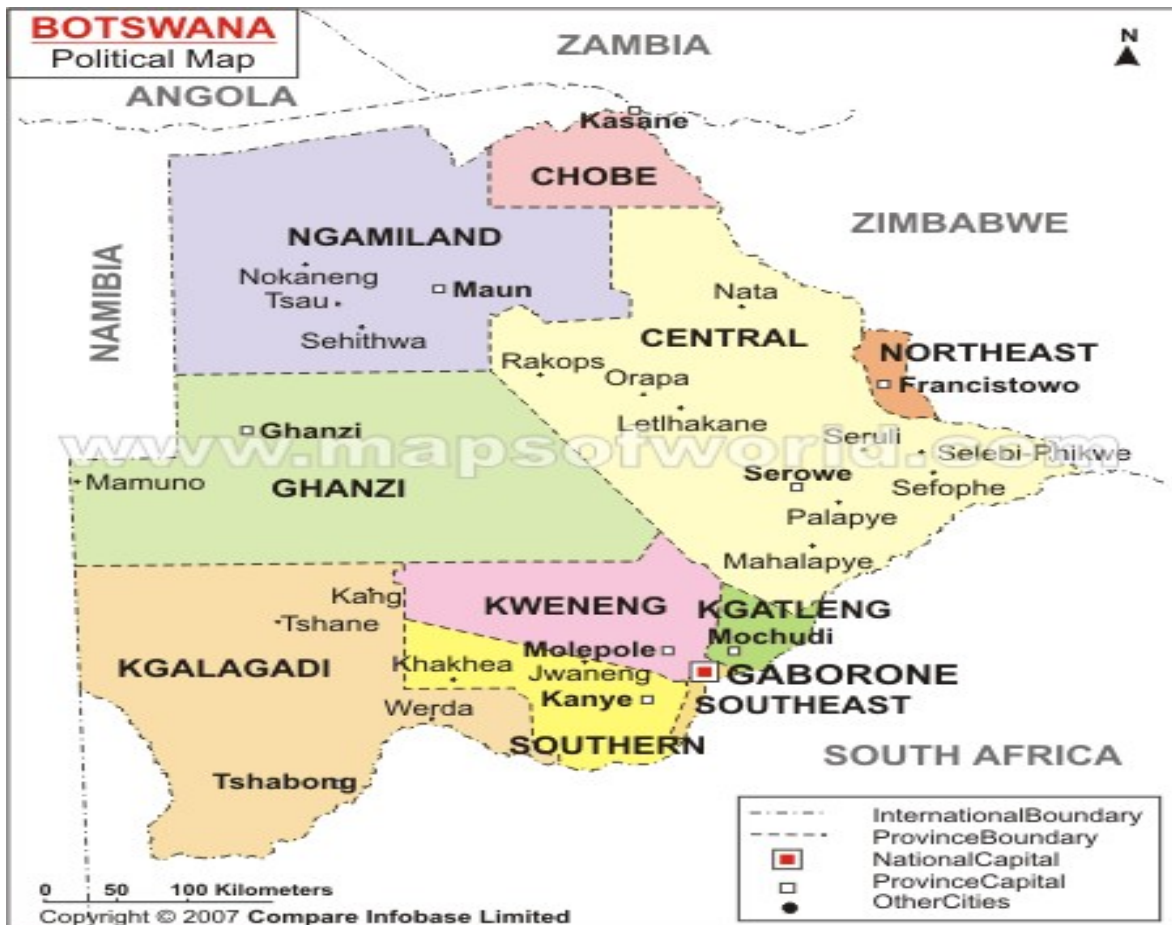 BOTSWANA
Political Map
ZAMBIA
N
ANGOLA
Kasane
CHOBE
ZIMBABWE
NAMIBIA
NGAMILAND
Nokaneng
Tsau
Maun
Sehithwa
Nata
CENTRAL
Rakops
Orapa
Letlhakane
NORTHEAST
Francistowo
Ghanzi
Seruli
www.mapsofworld.com
Selebi-Phikwe
Mamuno
GHANZI
Serowe
Sefophe
Palapye
Mahalapye
Kang
Tshane
KWENENG
KGATLENG
Mochudi
Molepole
KGALAGADI
Khakhea
Jwaneng
GABORONE
Kanye
SOUTHEAST
Werda
SOUTHERN
SOUTH AFRICA
Tshabong
InternationalBoundary
ProvinceBoundary
NationalCapital
ProvinceCapital
OtherCities
0 50 100 Kilometers
Copyright © 2007 Compare Infobase Limited